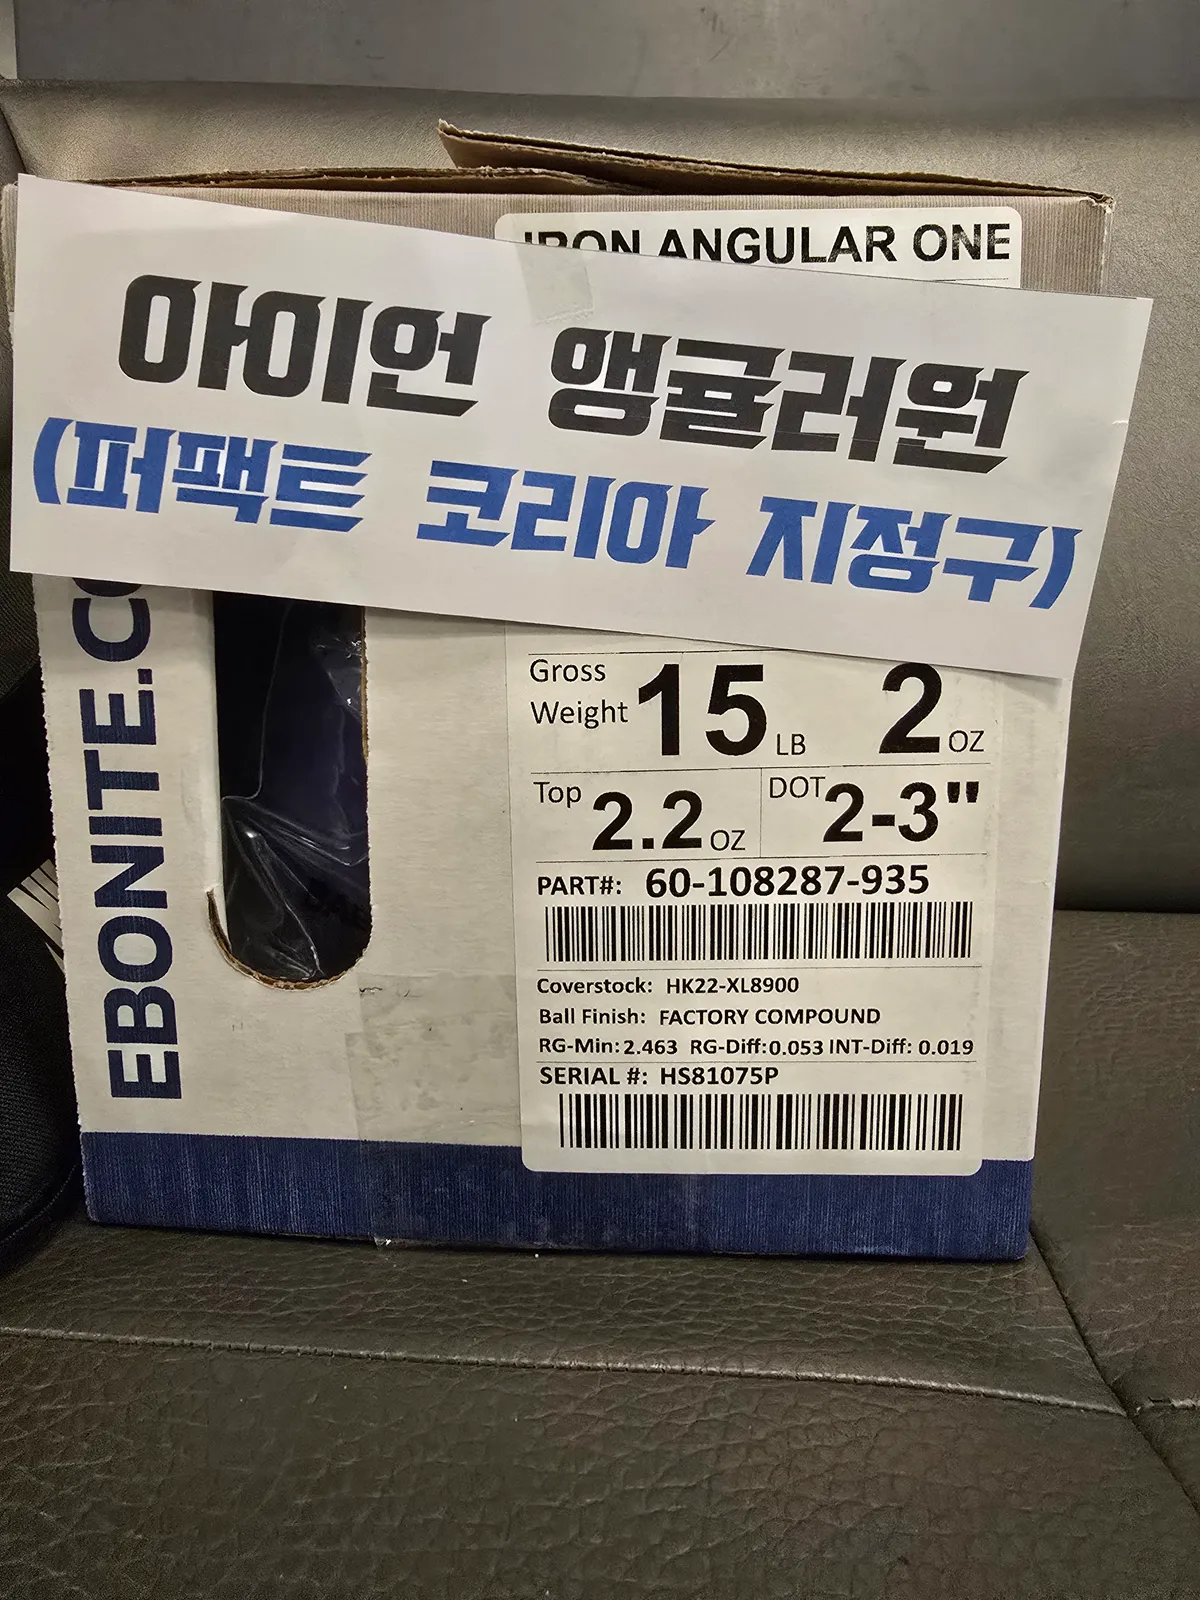 IRON ANGULAR ONE
아이언 앵귤러원
(퍼팩트 코리아 지정구)
EBONITE.CO
Gross Weight 15 LB 2 OZ
Top 2.2 OZ DOT 2-3"
PART#: 60-108287-935
Coverstock: HK22-XL8900
Ball Finish: FACTORY COMPOUND
RG-Min: 2.463 RG-Diff: 0.053 INT-Diff: 0.019
SERIAL #: HS81075P